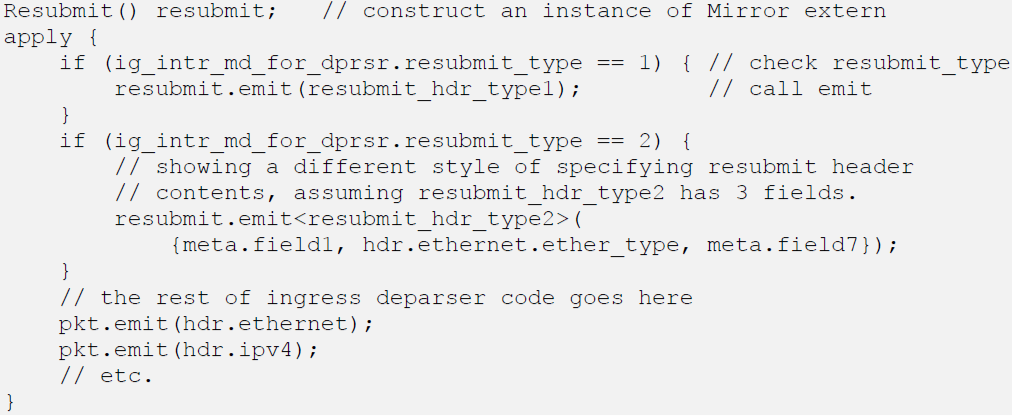 Resubmit() resubmit;   // construct an instance of Mirror extern
apply {
    if (ig_intr_md_for_dprsr.resubmit_type == 1) { // check resubmit_type
        resubmit.emit(resubmit_hdr_type1);         // call emit
    }
    if (ig_intr_md_for_dprsr.resubmit_type == 2) {
        // showing a different style of specifying resubmit header
        // contents, assuming resubmit_hdr_type2 has 3 fields.
        resubmit.emit<resubmit_hdr_type2>(
            {meta.field1, hdr.ethernet.ether_type, meta.field7});
    }
    // the rest of ingress deparser code goes here
    pkt.emit(hdr.ethernet);
    pkt.emit(hdr.ipv4);
    // etc.
}